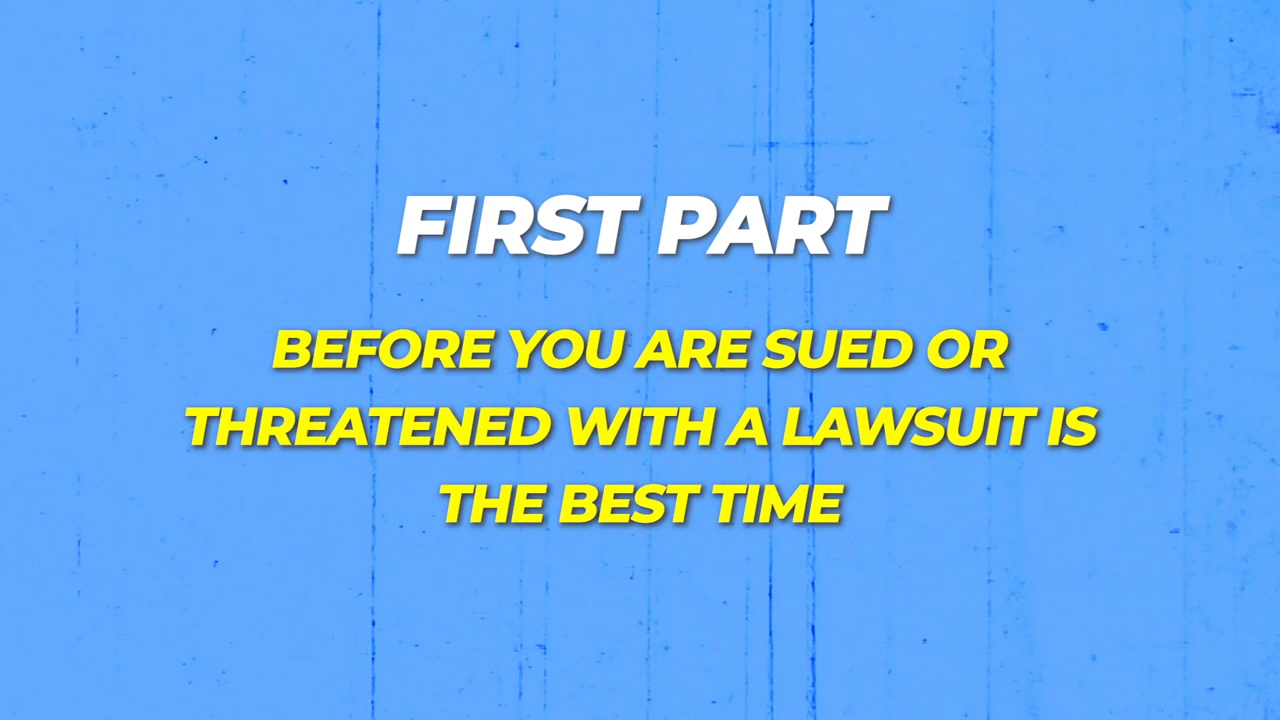 FIRST PART
BEFORE YOU ARE SUED OR
THREATENED WITH A LAWSUIT IS
THE BEST TIME